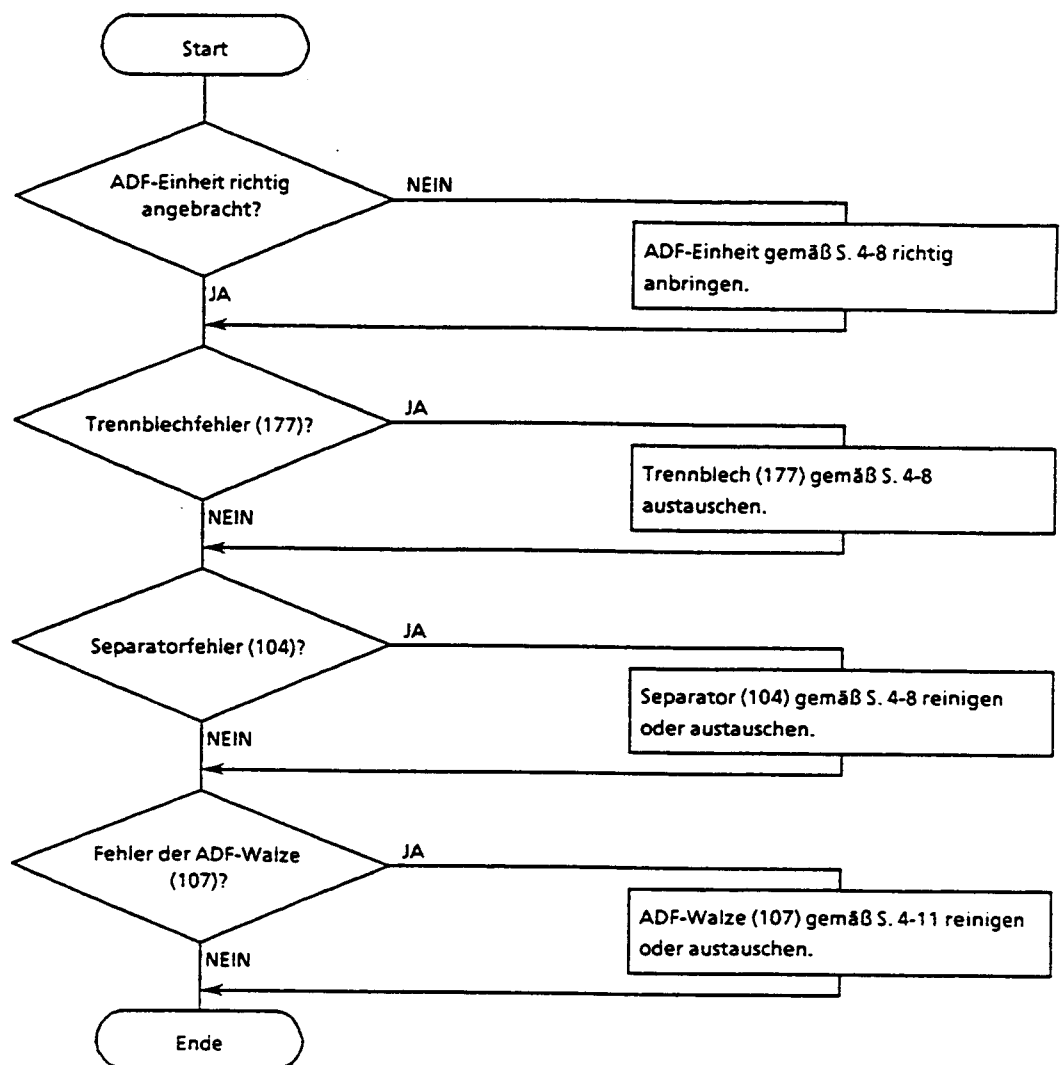 Start
ADF-Einheit richtig
angebracht?
NEIN
ADF-Einheit gemäß S. 4-8 richtig
anbringen.
JA
Trennblechfehler (177)?
JA
Trennblech (177) gemäß S. 4-8
austauschen.
NEIN
Separatorfehler (104)?
JA
Separator (104) gemäß S. 4-8 reinigen
oder austauschen.
NEIN
Fehler der ADF-Walze
(107)?
JA
ADF-Walze (107) gemäß S. 4-11 reinigen
oder austauschen.
NEIN
Ende